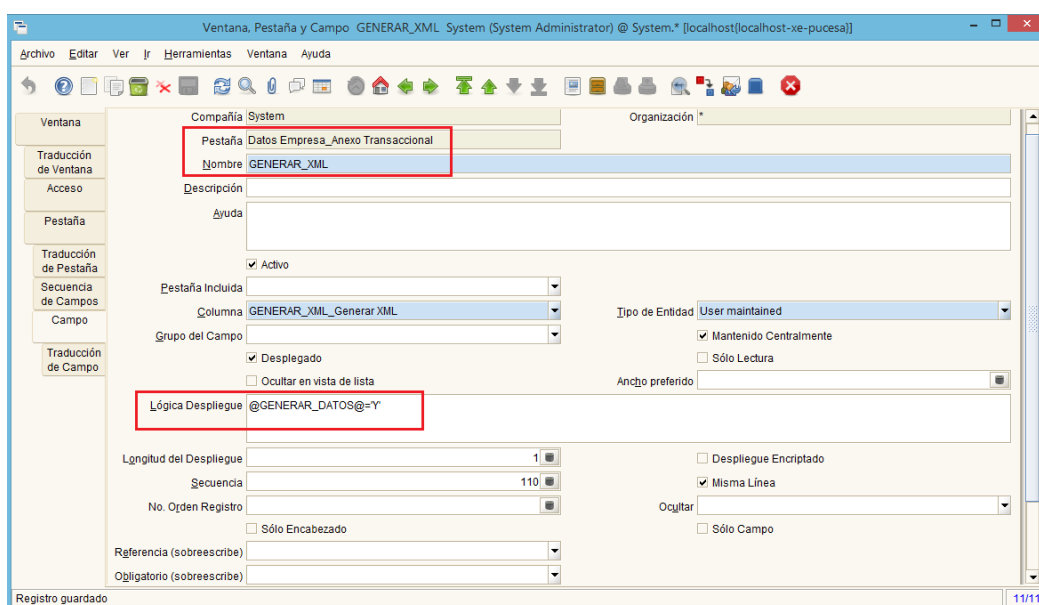 Ventana, Pestaña y Campo GENERAR_XML System (System Administrator) @ System.* [localhost{localhost-xe-pucesa}]
Archivo Editar Ver Ir Herramientas Ventana Ayuda
Ventana
Traducción de Ventana
Acceso
Pestaña
Traducción de Pestaña
Secuencia de Campos
Campo
Traducción de Campo
Compañía System Organización *
Pestaña Datos Empresa_Anexo Transaccional
Nombre GENERAR_XML
Descripción
Ayuda
Activo
Pestaña Incluida
Columna GENERAR_XML_Generar XML Tipo de Entidad User maintained
Grupo del Campo Mantenido Centralmente
Desplegado Sólo Lectura
Ocultar en vista de lista Ancho preferido
Lógica Despliegue @GENERAR_DATOS@='Y'
Longitud del Despliegue 1 Despliegue Encriptado
Secuencia 110 Misma Línea
No. Orden Registro Ocultar
Sólo Encabezado Sólo Campo
Referencia (sobreescribe)
Obligatorio (sobreescribe)
Registro guardado 11/11